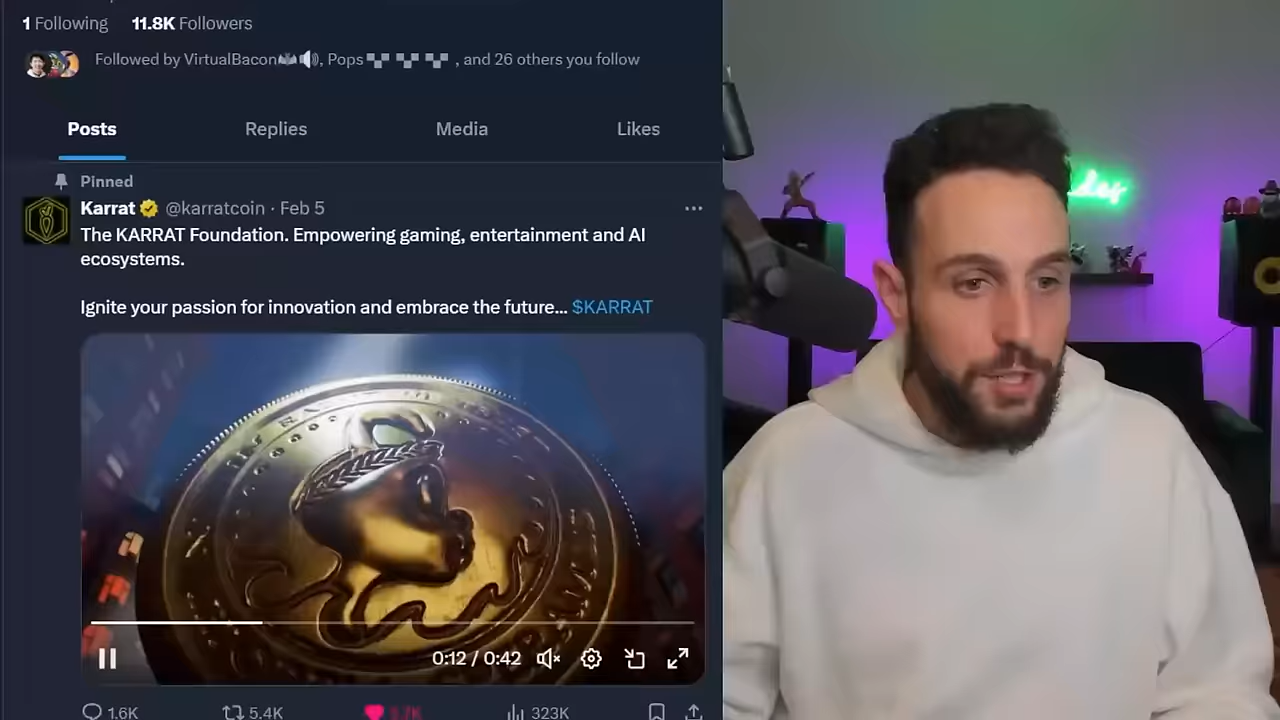 1 Following 11.8K Followers
Followed by VirtualBacon, Pops, and 26 others you follow
Posts Replies Media Likes
Pinned
Karrat @karratcoin · Feb 5
The KARRAT Foundation. Empowering gaming, entertainment and AI
ecosystems.
Ignite your passion for innovation and embrace the future... $KARRAT
0:12 / 0:42
1.6K 5.4K 323K